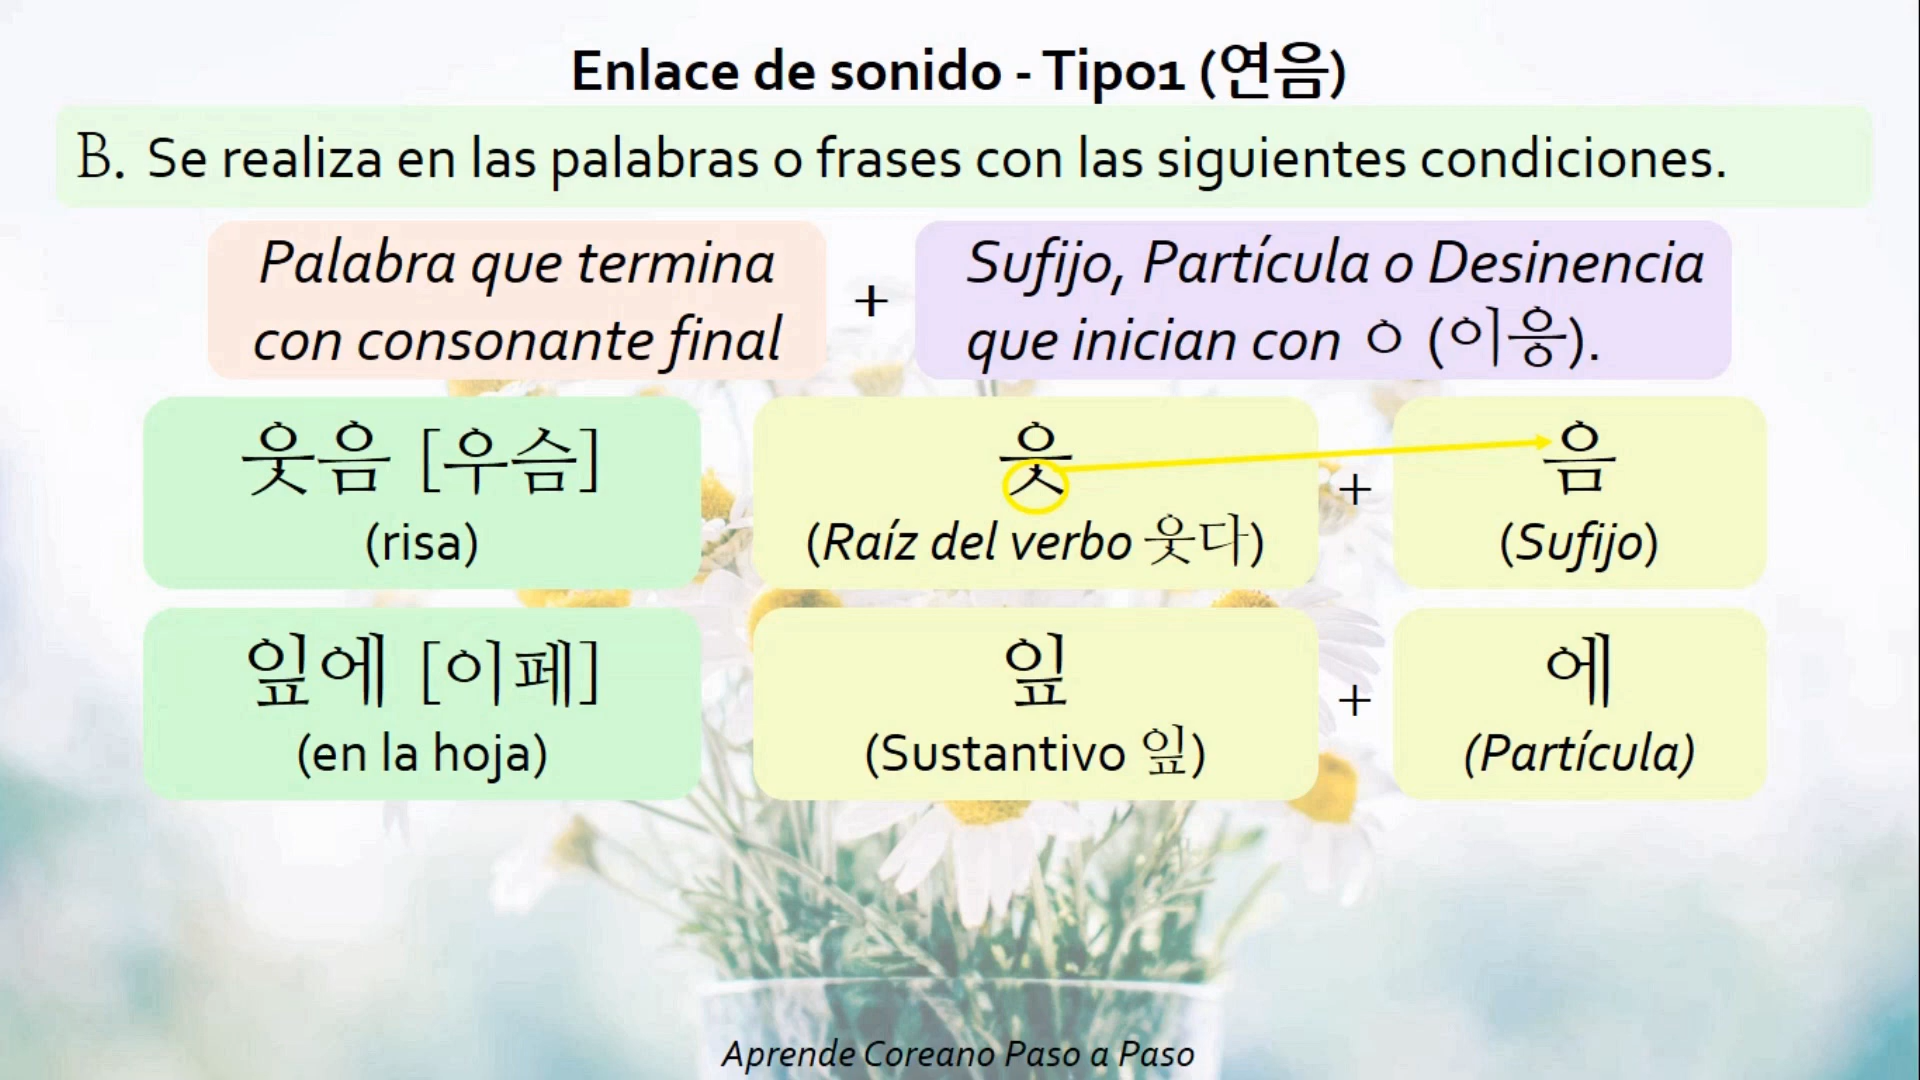 Enlace de sonido - Tipo1 (연음)
B. Se realiza en las palabras o frases con las siguientes condiciones.
Palabra que termina
con consonante final
+
Sufijo, Partícula o Desinencia
que inician con ㅇ (이응).
웃음 [우슴]
(risa)
웃
(Raíz del verbo 웃다)
+
음
(Sufijo)
잎에 [이페]
(en la hoja)
잎
(Sustantivo 잎)
+
에
(Partícula)
Aprende Coreano Paso a Paso